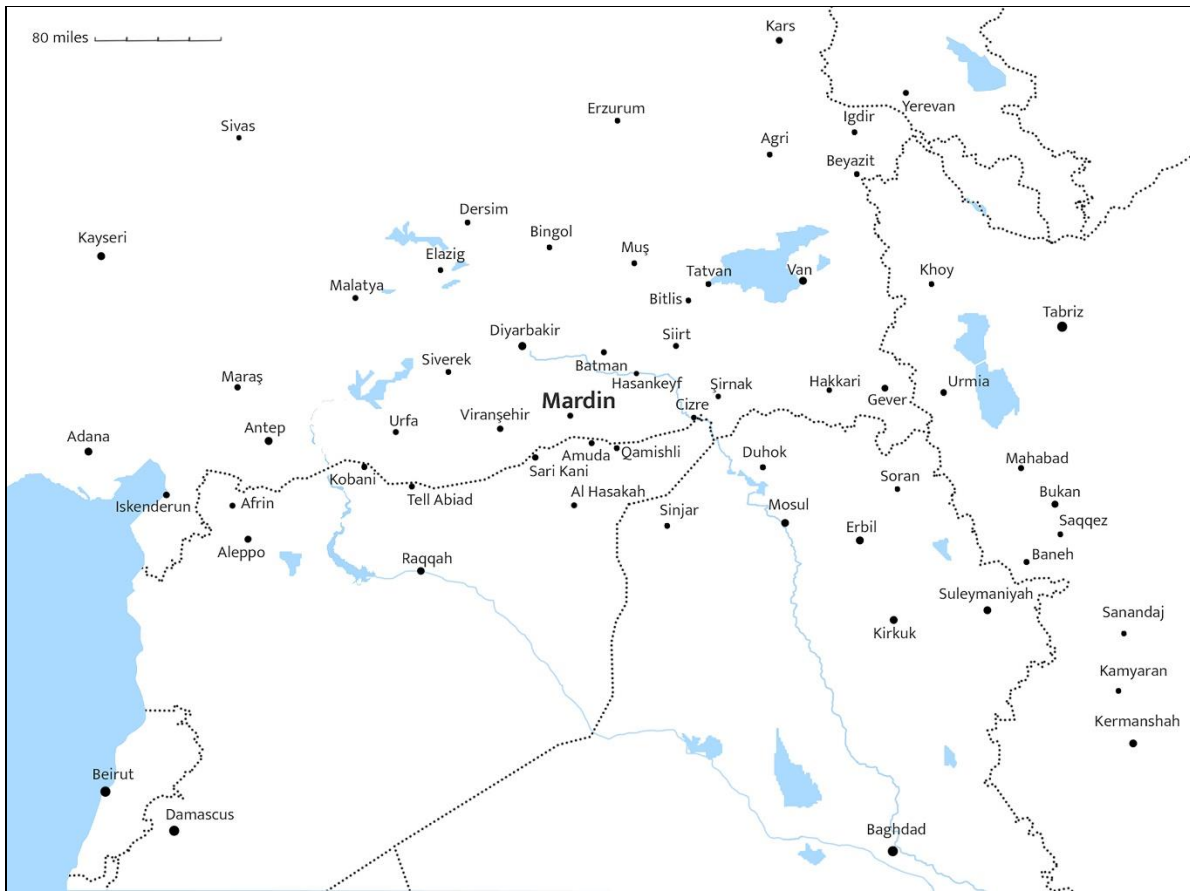 80 miles
Kars
Erzurum
Yerevan
Igdir
Sivas
Agri
Beyazit
Dersim
Bingol
Kayseri
Muş
Elazig
Tatvan
Van
Khoy
Malatya
Bitlis
Tabriz
Diyarbakir
Siirt
Siverek
Batman
Maraş
Hasankeyf
Şirnak
Hakkari
Urmia
Mardin
Gever
Cizre
Urfa
Viranşehir
Antep
Adana
Amuda
Qamishli
Duhok
Mahabad
Sari Kani
Kobani
Soran
Tell Abiad
Al Hasakah
Bukan
Iskenderun
Afrin
Sinjar
Mosul
Saqqez
Erbil
Aleppo
Baneh
Raqqah
Suleymaniyah
Sanandaj
Kirkuk
Kamyaran
Kermanshah
Beirut
Damascus
Baghdad